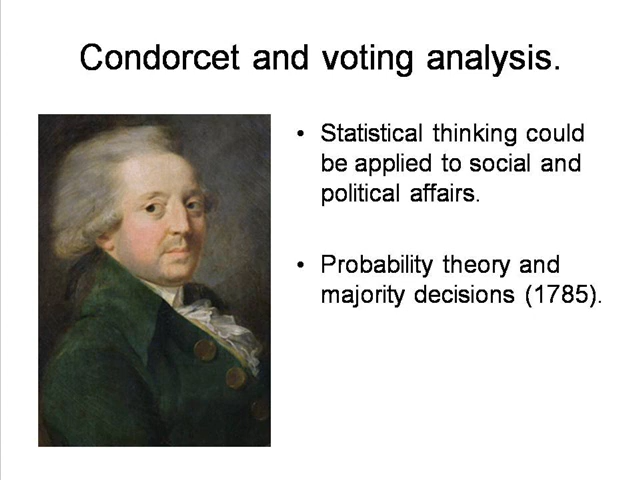 Condorcet and voting analysis.
• Statistical thinking could
be applied to social and
political affairs.
• Probability theory and
majority decisions (1785).